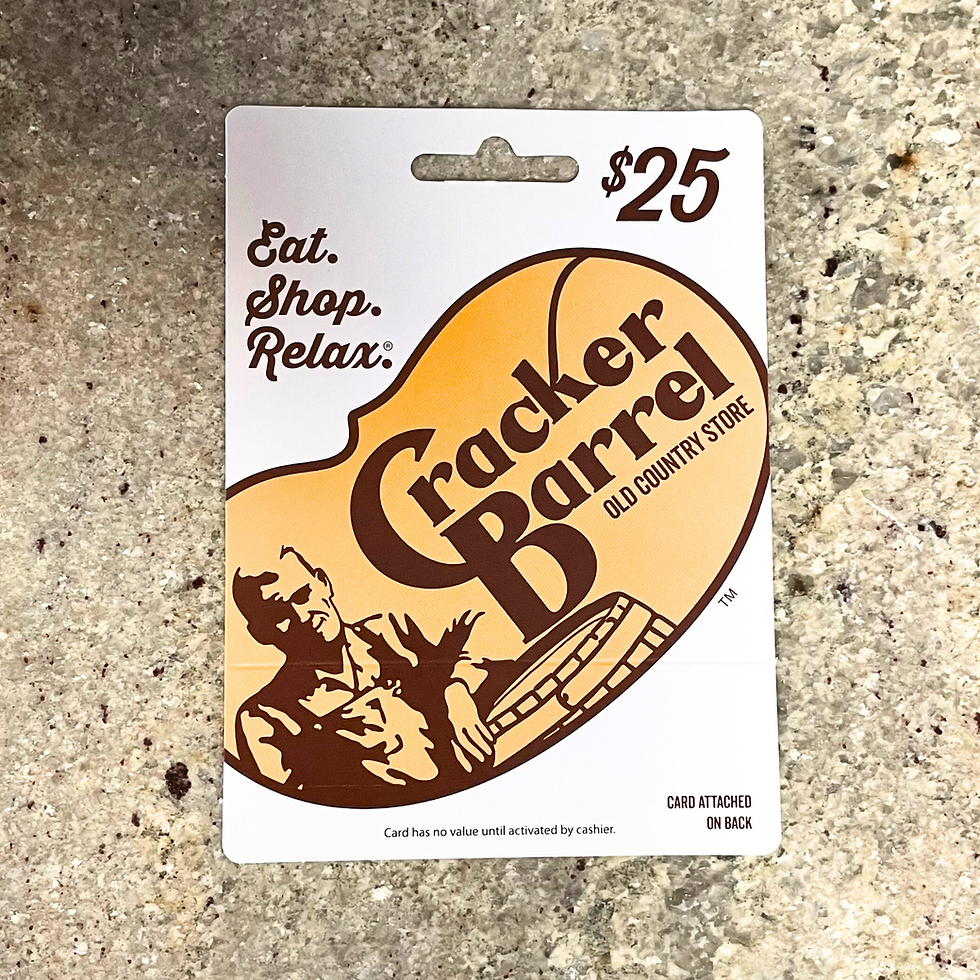 $25
Eat.
Shop.
Relax.®
Cracker
Barrel
OLD COUNTRY STORE
TM
CARD ATTACHED
ON BACK
Card has no value until activated by cashier.